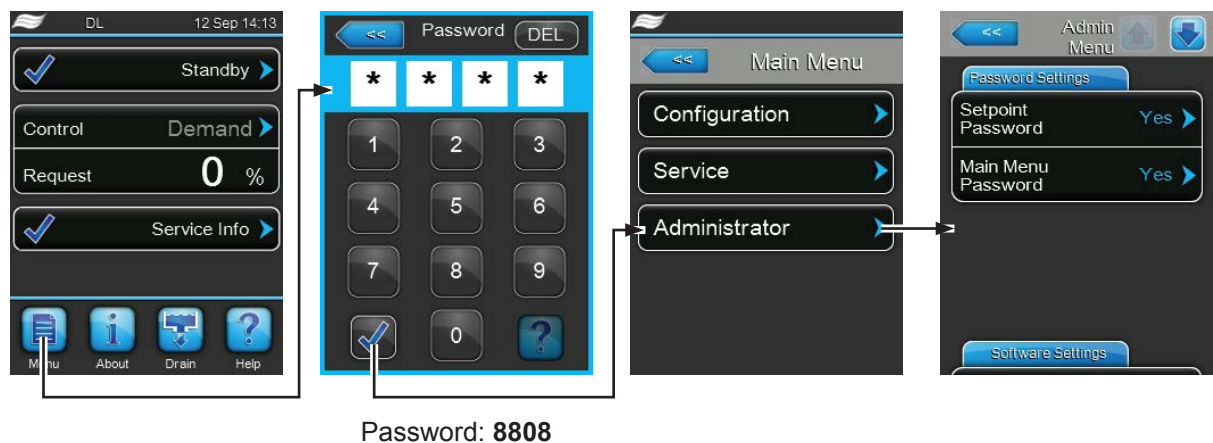 DL 12 Sep 14:13
Standby
Control Demand
Request 0 %
Service Info
Menu About Drain Help
<< Password DEL
* * * *
1 2 3
4 5 6
7 8 9
0 ?
Password: 8808
<< Main Menu
Configuration
Service
Administrator
<< Admin
Menu
Password Settings
Setpoint
Password Yes
Main Menu
Password Yes
Software Settings